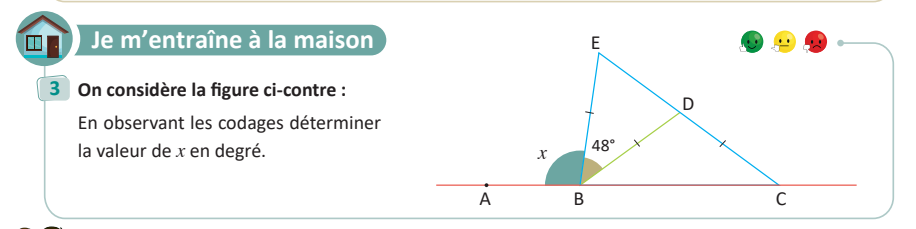 Je m’entraîne à la maison
3 On considère la figure ci-contre :
En observant les codages déterminer
la valeur de x en degré.
E
D
48°
x
A
B
C